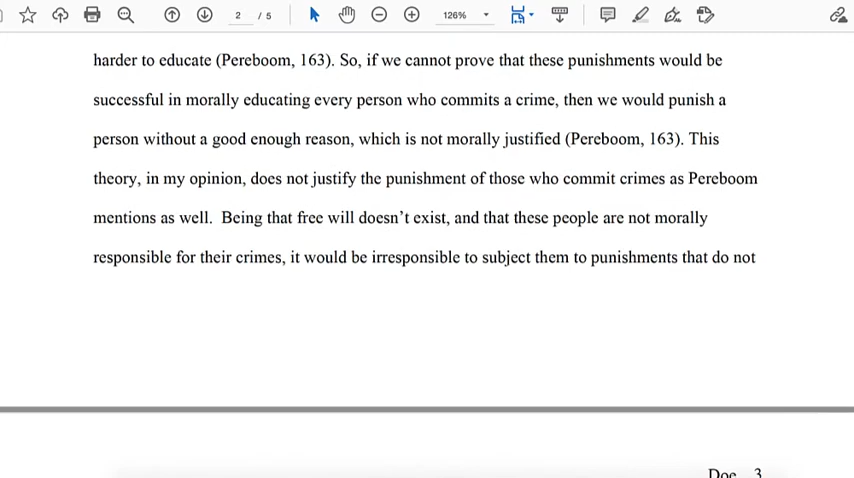 2 / 5 126%
harder to educate (Pereboom, 163). So, if we cannot prove that these punishments would be
successful in morally educating every person who commits a crime, then we would punish a
person without a good enough reason, which is not morally justified (Pereboom, 163). This
theory, in my opinion, does not justify the punishment of those who commit crimes as Pereboom
mentions as well.  Being that free will doesn’t exist, and that these people are not morally
responsible for their crimes, it would be irresponsible to subject them to punishments that do not
Doe 3